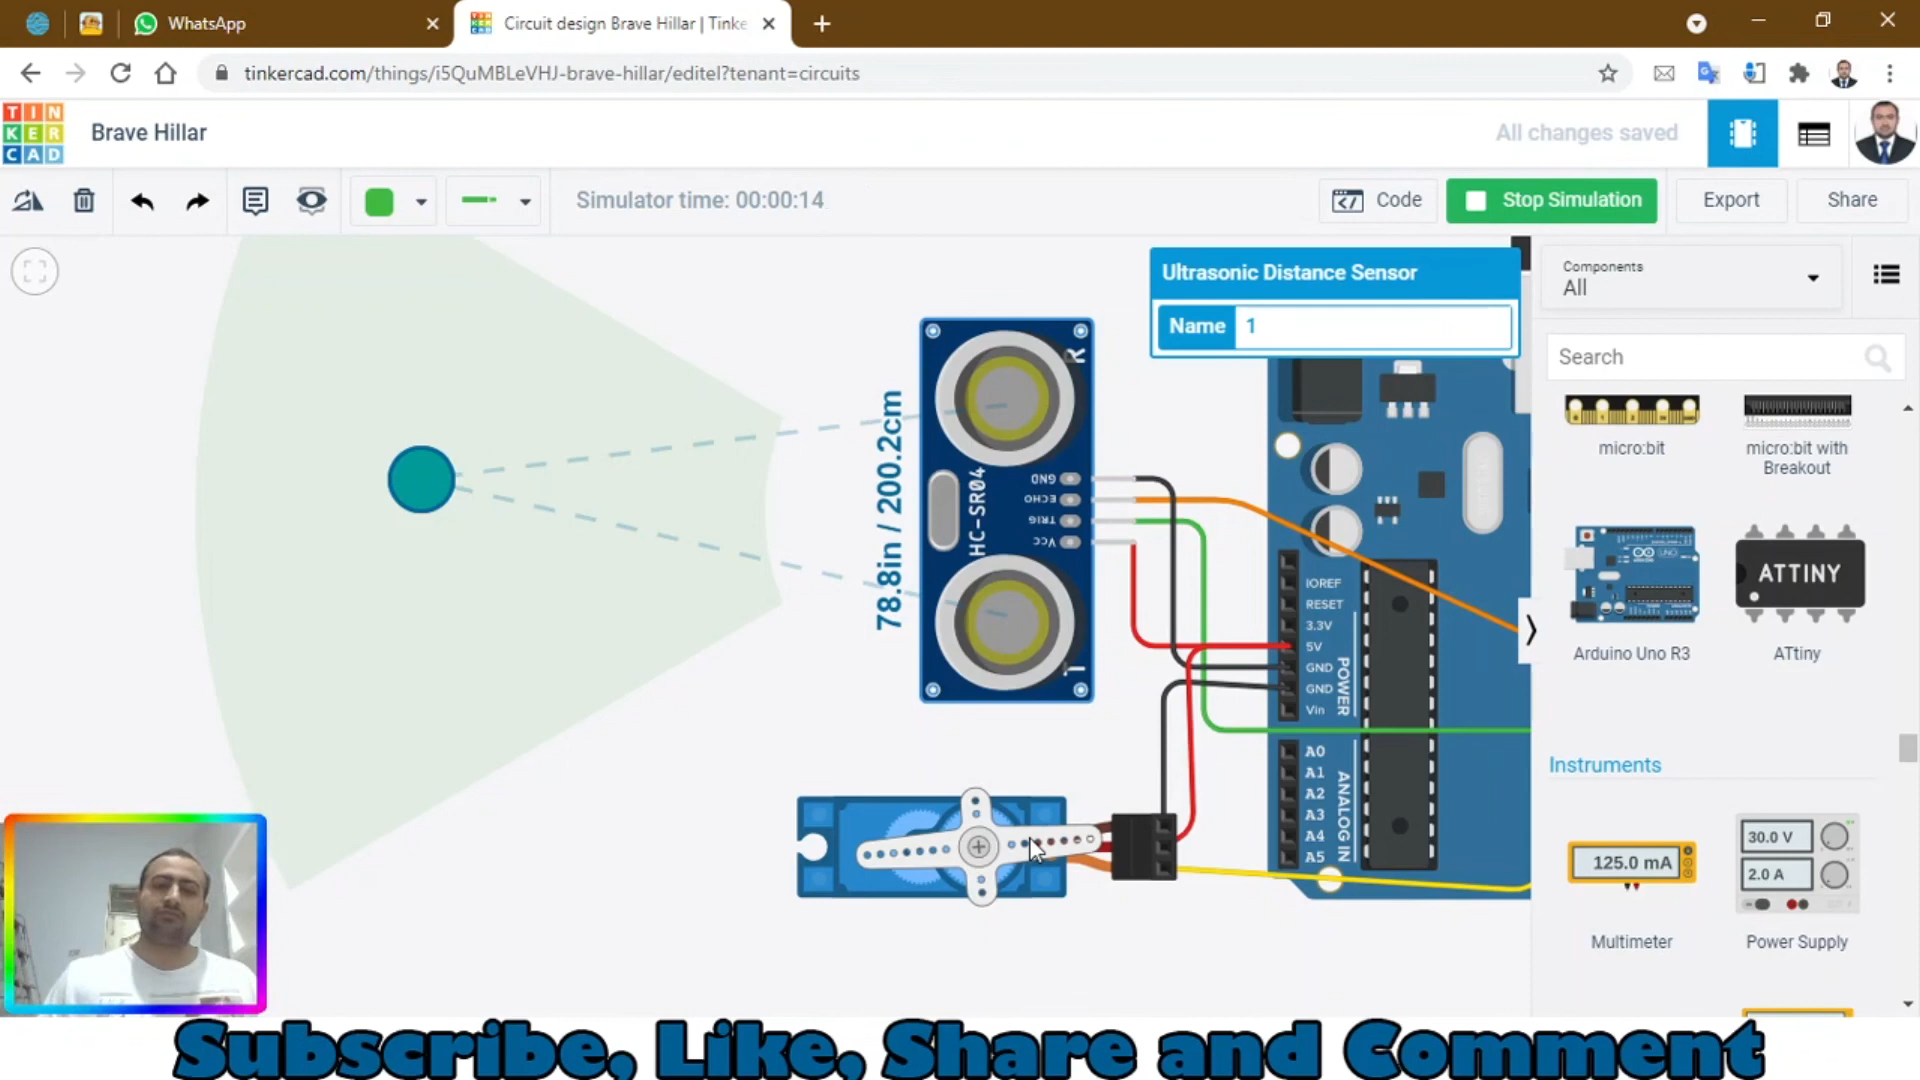 WhatsApp
Circuit design Brave Hillar | Tinke
tinkercad.com/things/i5QuMBLeVHJ-brave-hillar/editel?tenant=circuits
TIN
KER
CAD
Brave Hillar
All changes saved
Simulator time: 00:00:14
Code
Stop Simulation
Export
Share
Ultrasonic Distance Sensor
Name 1
Components
All
Search
micro:bit
micro:bit with
Breakout
Arduino Uno R3
ATTINY
ATtiny
Instruments
125.0 mA
Multimeter
30.0 V
2.0 A
Power Supply
78.8in / 200.2cm
HC-SR04
R
T
GND
ECHO
TRIG
Vcc
IOREF
RESET
3.3V
5V
GND
GND
Vin
POWER
A0
A1
A2
A3
A4
A5
ANALOG IN
Subscribe, Like, Share and Comment